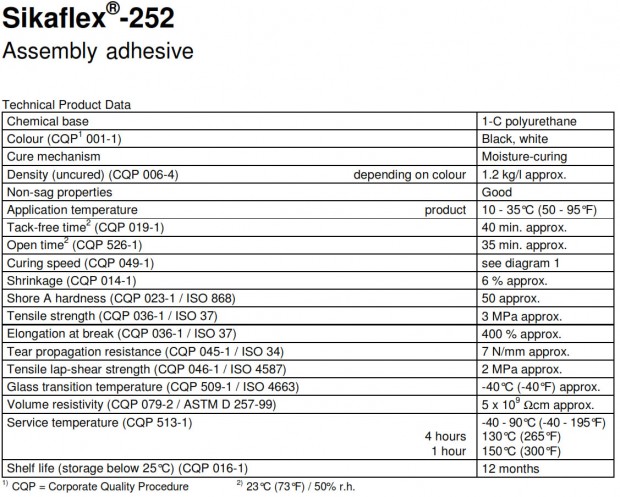 Sikaflex®-252
Assembly adhesive
Technical Product Data
Chemical base 1-C polyurethane
Colour (CQP¹ 001-1) Black, white
Cure mechanism Moisture-curing
Density (uncured) (CQP 006-4) depending on colour 1.2 kg/l approx.
Non-sag properties Good
Application temperature product 10 - 35°C (50 - 95°F)
Tack-free time² (CQP 019-1) 40 min. approx.
Open time² (CQP 526-1) 35 min. approx.
Curing speed (CQP 049-1) see diagram 1
Shrinkage (CQP 014-1) 6 % approx.
Shore A hardness (CQP 023-1 / ISO 868) 50 approx.
Tensile strength (CQP 036-1 / ISO 37) 3 MPa approx.
Elongation at break (CQP 036-1 / ISO 37) 400 % approx.
Tear propagation resistance (CQP 045-1 / ISO 34) 7 N/mm approx.
Tensile lap-shear strength (CQP 046-1 / ISO 4587) 2 MPa approx.
Glass transition temperature (CQP 509-1 / ISO 4663) -40°C (-40°F) approx.
Volume resistivity (CQP 079-2 / ASTM D 257-99) 5 x 10⁹ Ωcm approx.
Service temperature (CQP 513-1) -40 - 90°C (-40 - 195°F)
4 hours 130°C (265°F)
1 hour 150°C (300°F)
Shelf life (storage below 25°C) (CQP 016-1) 12 months
¹⁾ CQP = Corporate Quality Procedure ²⁾ 23°C (73°F) / 50% r.h.